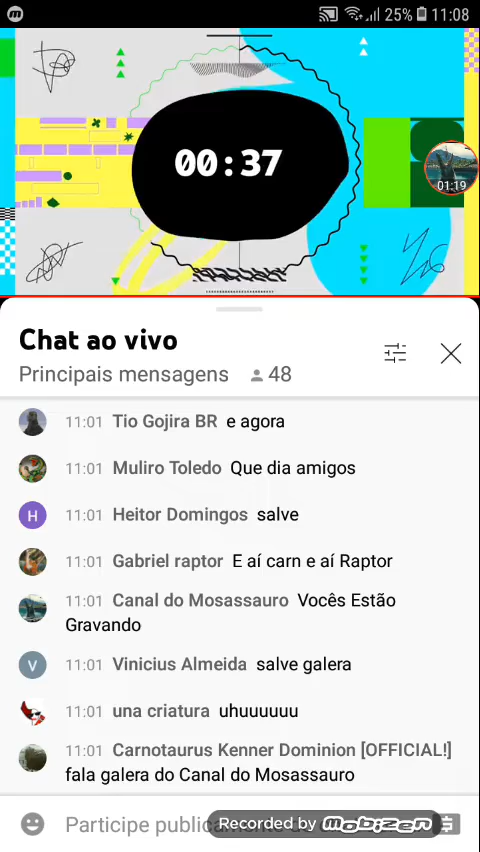 25% 11:08
00:37
01:19
Chat ao vivo
Principais mensagens 48
11:01 Tio Gojira BR e agora
11:01 Muliro Toledo Que dia amigos
H 11:01 Heitor Domingos salve
11:01 Gabriel raptor E aí carn e aí Raptor
11:01 Canal do Mosassauro Vocês Estão
Gravando
V 11:01 Vinicius Almeida salve galera
11:01 una criatura uhuuuuuu
11:01 Carnotaurus Kenner Dominion [OFFICIAL!]
fala galera do Canal do Mosassauro
Participe publicamente do
Recorded by mobizen